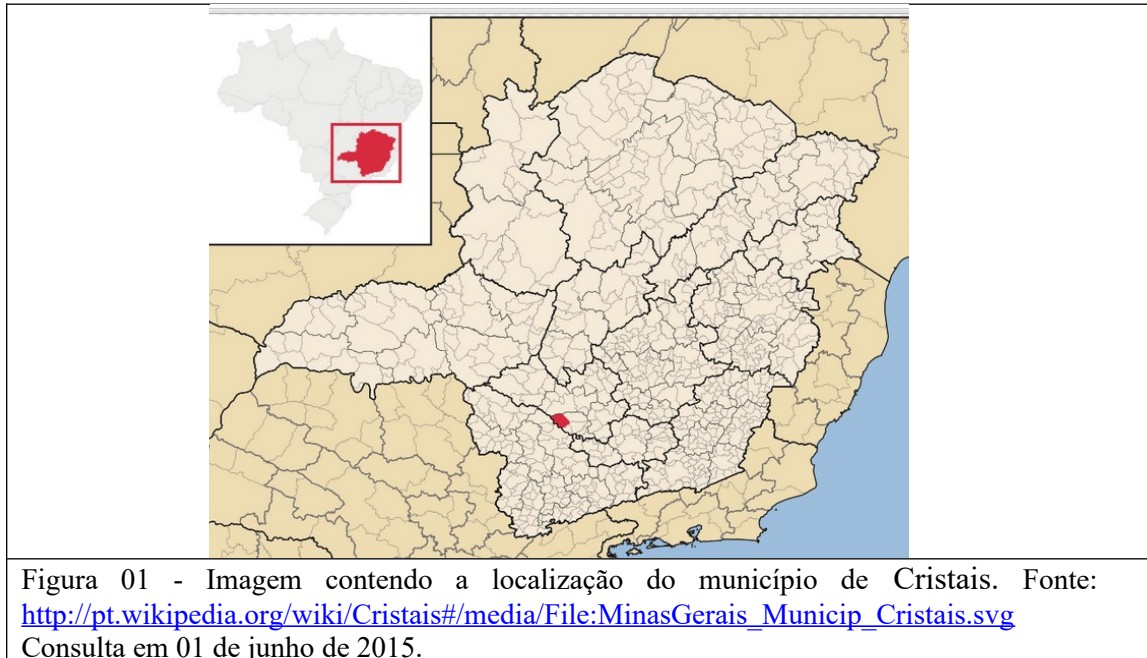 Figura 01 - Imagem contendo a localização do município de Cristais. Fonte:
http://pt.wikipedia.org/wiki/Cristais#/media/File:MinasGerais_Municip_Cristais.svg
Consulta em 01 de junho de 2015.